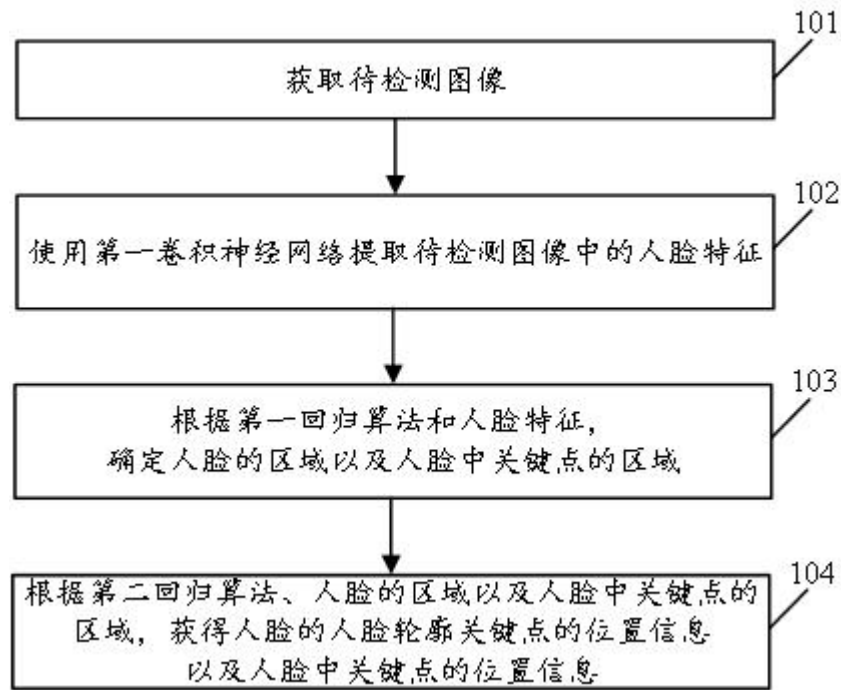 101
获取待检测图像
102
使用第一卷积神经网络提取待检测图像中的人脸特征
103
根据第一回归算法和人脸特征，
确定人脸的区域以及人脸中关键点的区域
104
根据第二回归算法、人脸的区域以及人脸中关键点的
区域，获得人脸的人脸轮廓关键点的位置信息
以及人脸中关键点的位置信息